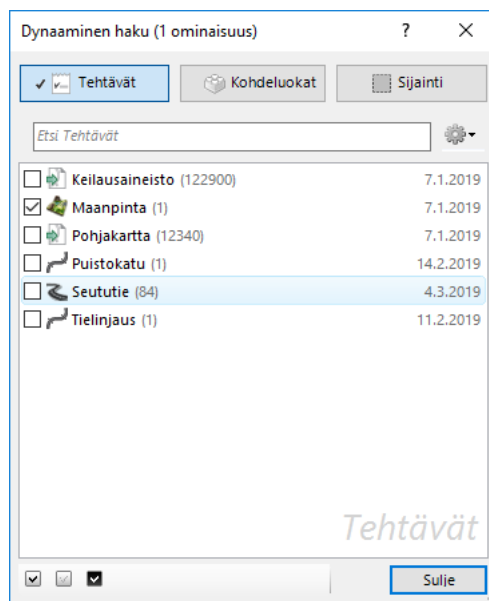 Dynaaminen haku (1 ominaisuus) ?
Tehtävät Kohdeluokat Sijainti
Etsi Tehtävät
Keilausaineisto (122900) 7.1.2019
Maanpinta (1) 7.1.2019
Pohjakartta (12340) 7.1.2019
Puistokatu (1) 14.2.2019
Seututie (84) 4.3.2019
Tielinjaus (1) 11.2.2019
Tehtävät
Sulje